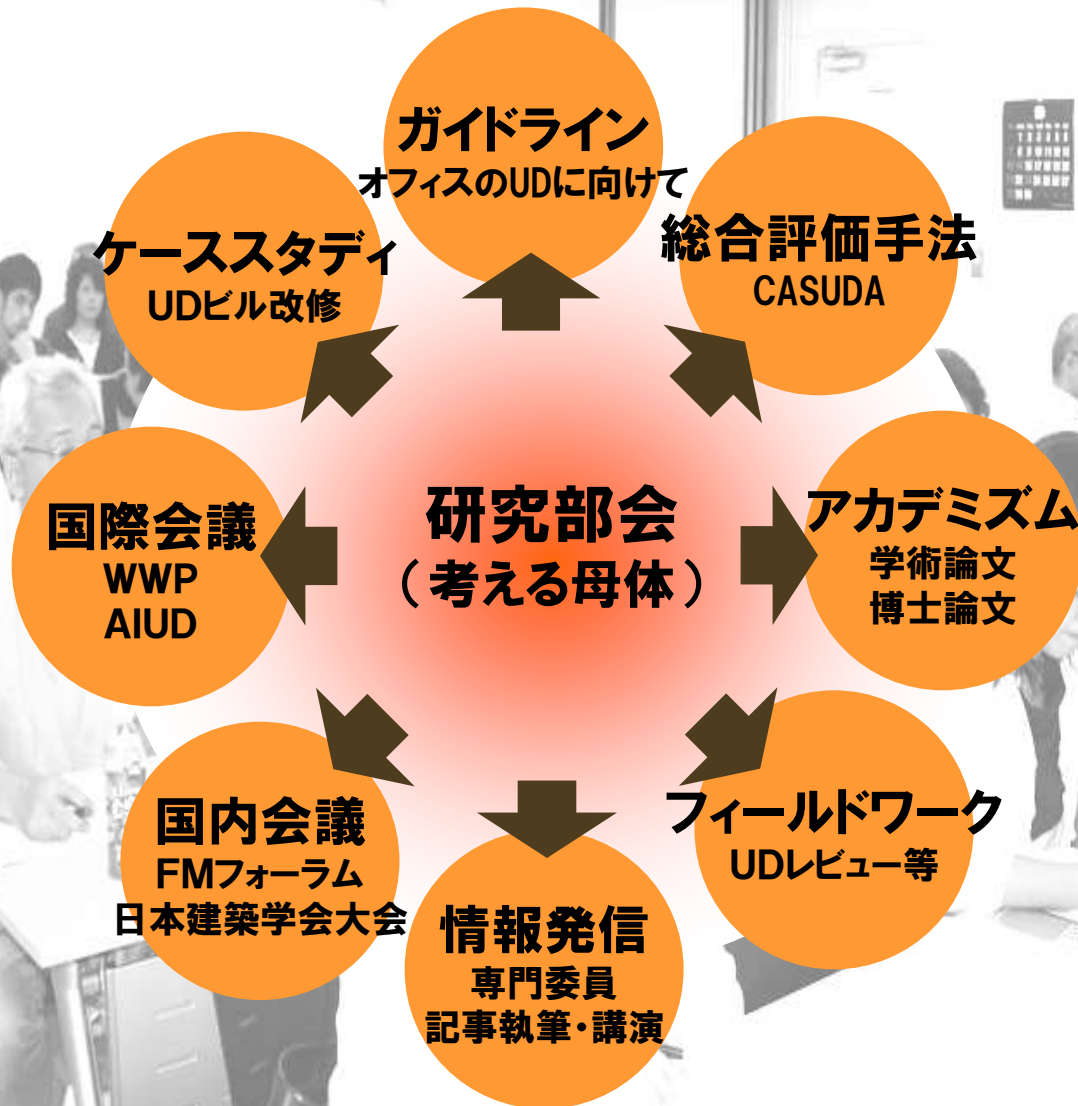 ガイドライン
オフィスのUDに向けて
総合評価手法
CASUDA
ケーススタディ
UDビル改修
研究部会
（考える母体）
アカデミズム
学術論文
博士論文
国際会議
WWP
AIUD
フィールドワーク
UDレビュー等
国内会議
FMフォーラム
日本建築学会大会
情報発信
専門委員
記事執筆・講演